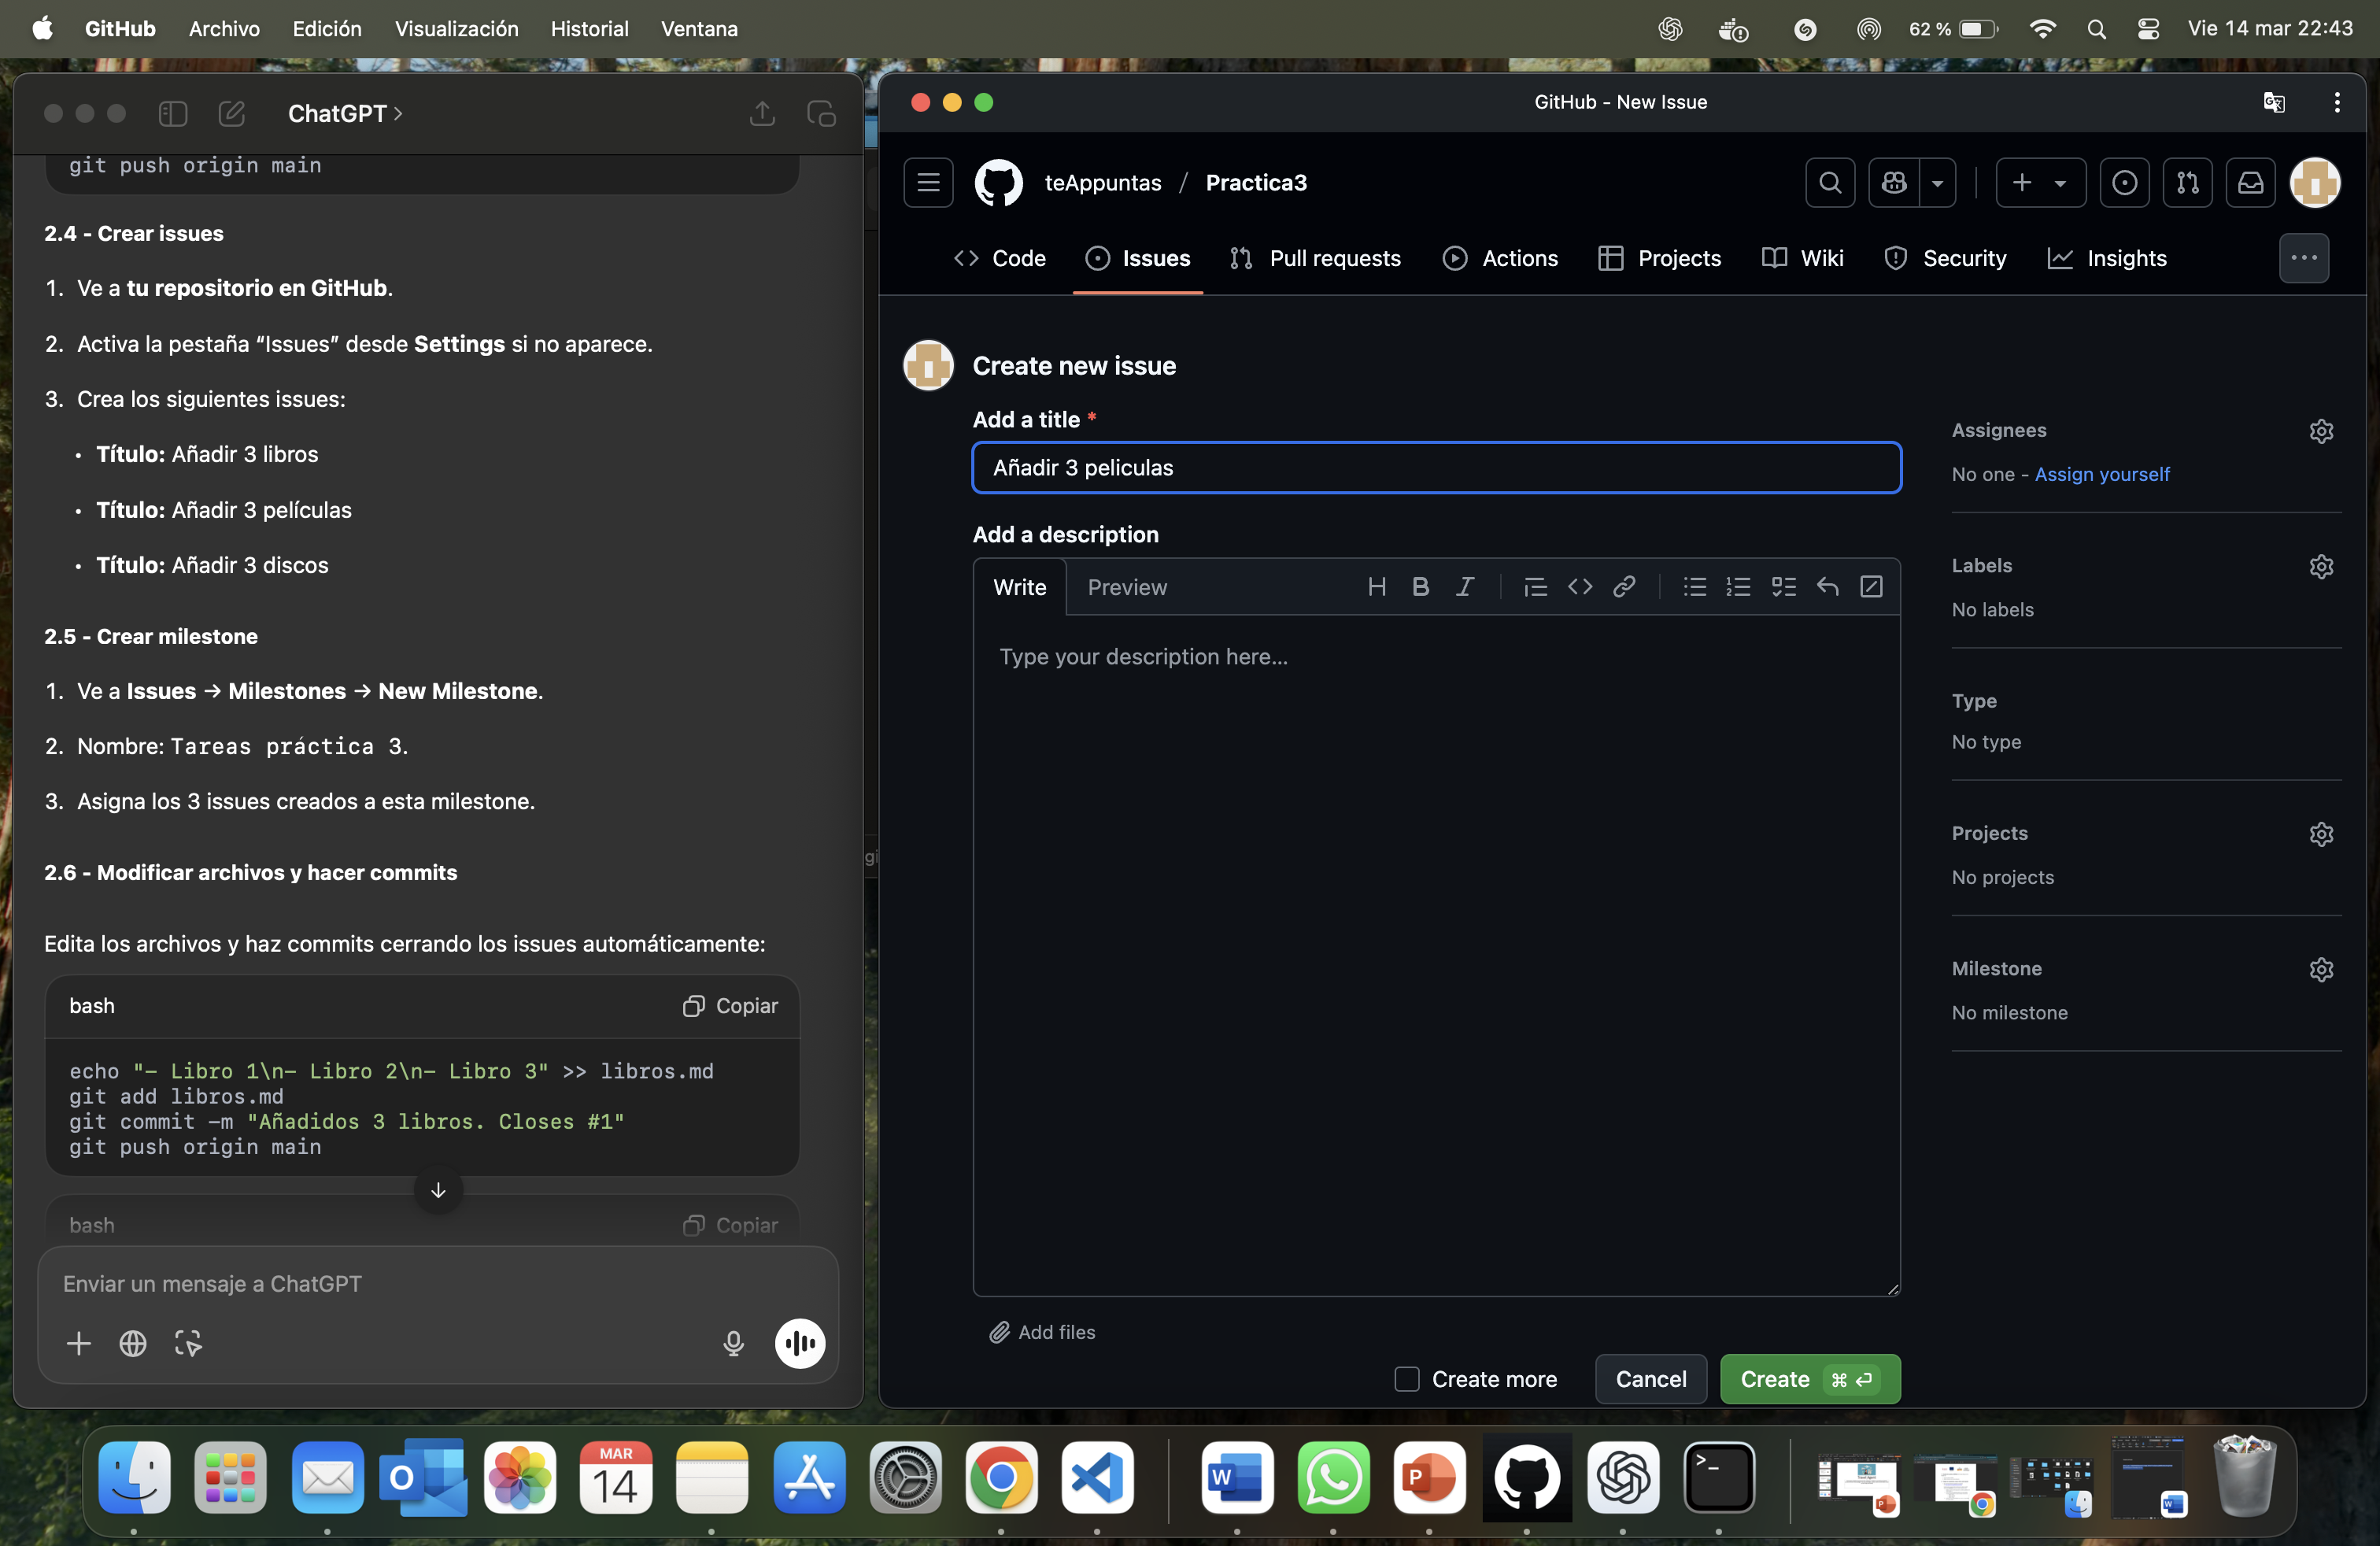 GitHub Archivo Edición Visualización Historial Ventana 62 % Vie 14 mar 22:43
ChatGPT
git push origin main
2.4 - Crear issues
1. Ve a tu repositorio en GitHub.
2. Activa la pestaña “Issues” desde Settings si no aparece.
3. Crea los siguientes issues:
• Título: Añadir 3 libros
• Título: Añadir 3 películas
• Título: Añadir 3 discos
2.5 - Crear milestone
1. Ve a Issues → Milestones → New Milestone.
2. Nombre: Tareas práctica 3.
3. Asigna los 3 issues creados a esta milestone.
2.6 - Modificar archivos y hacer commits
Edita los archivos y haz commits cerrando los issues automáticamente:
bash Copiar
echo "- Libro 1\n- Libro 2\n- Libro 3" >> libros.md
git add libros.md
git commit -m "Añadidos 3 libros. Closes #1"
git push origin main
bash Copiar
Enviar un mensaje a ChatGPT
gi
GitHub - New Issue
teAppuntas / Practica3
Code Issues Pull requests Actions Projects Wiki Security Insights
Create new issue
Add a title *
Añadir 3 peliculas
Add a description
Write Preview
Type your description here...
Add files
Create more Cancel Create ⌘ ↵
Assignees
No one - Assign yourself
Labels
No labels
Type
No type
Projects
No projects
Milestone
No milestone
MAR
14